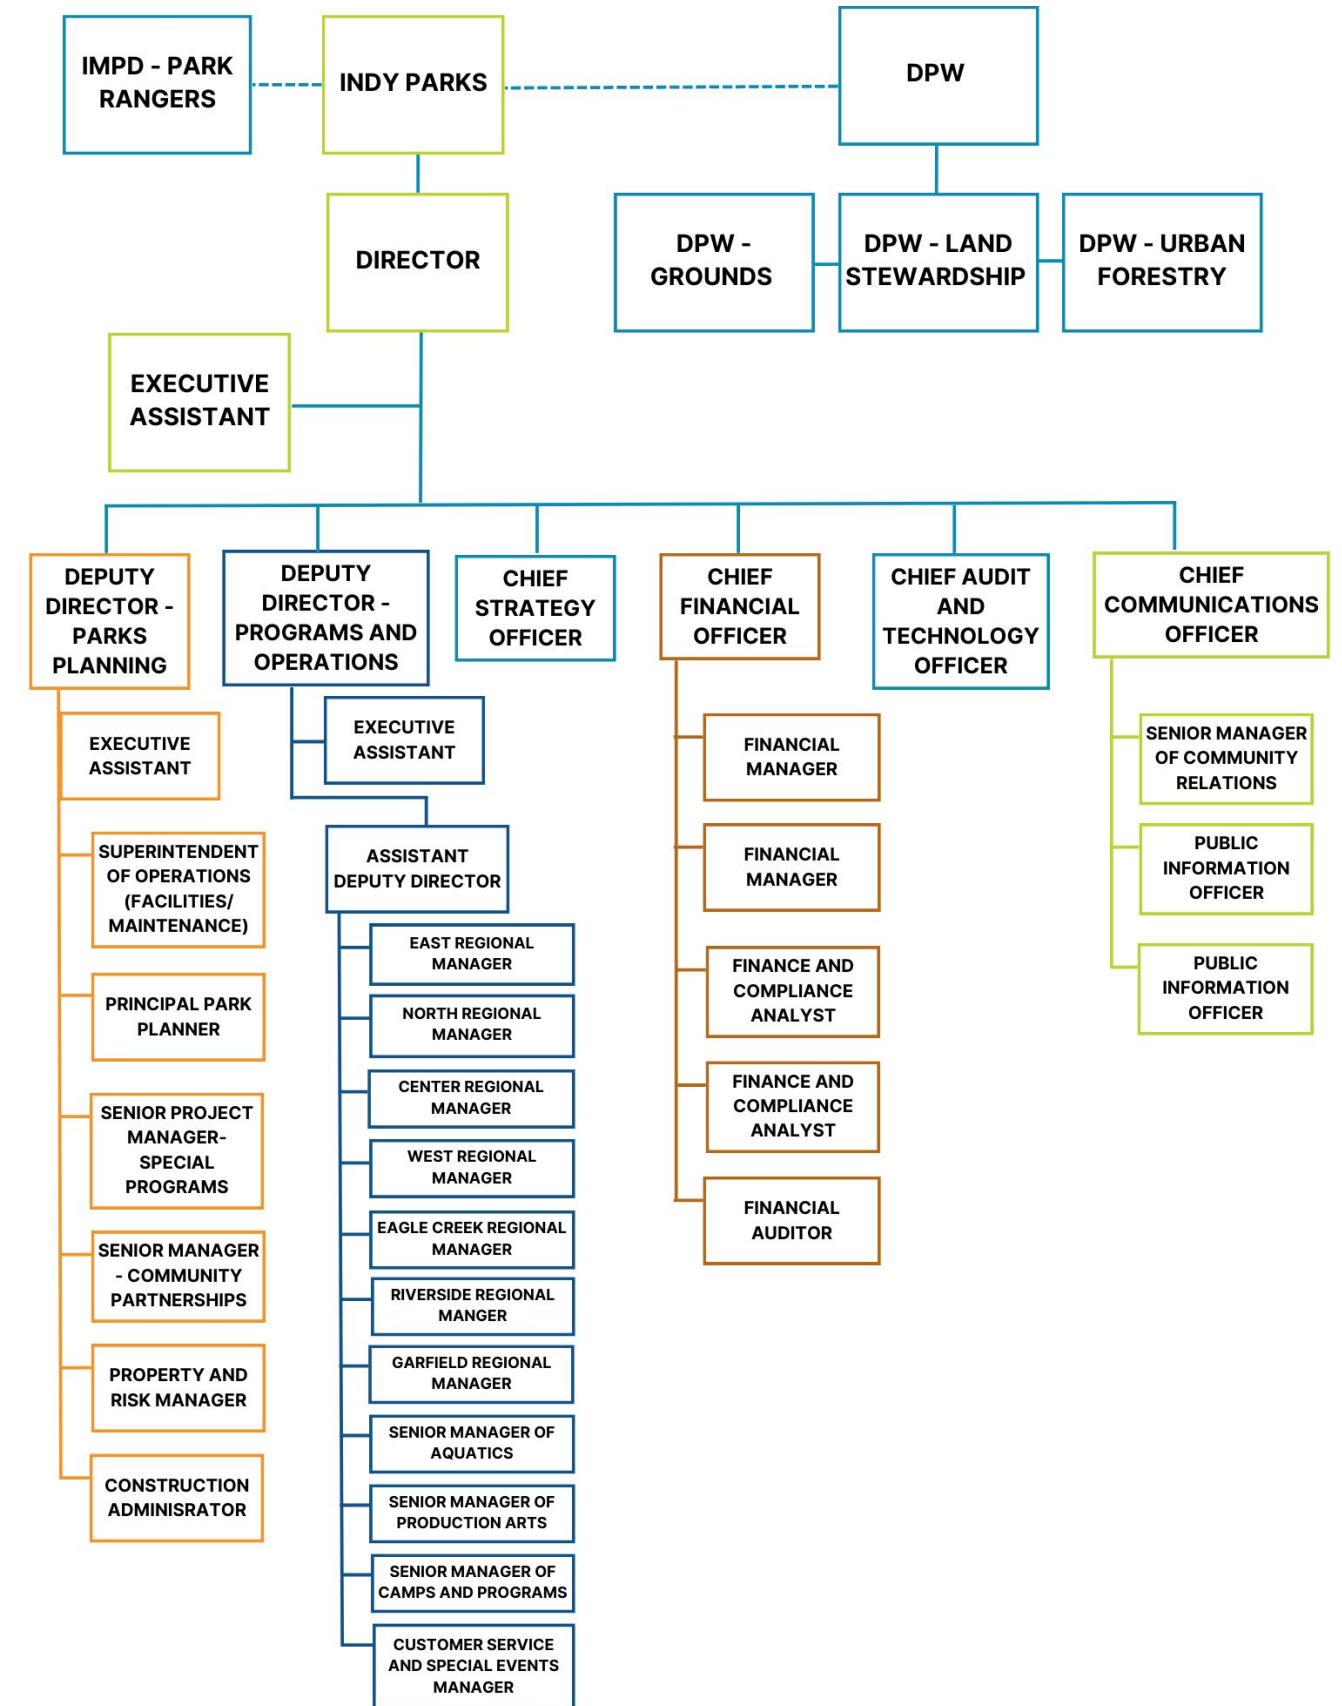 IMPD - PARK
RANGERS
INDY PARKS
DPW
DIRECTOR
DPW -
GROUNDS
DPW - LAND
STEWARDSHIP
DPW - URBAN
FORESTRY
EXECUTIVE
ASSISTANT
DEPUTY
DIRECTOR -
PARKS
PLANNING
DEPUTY
DIRECTOR -
PROGRAMS AND
OPERATIONS
CHIEF
STRATEGY
OFFICER
CHIEF
FINANCIAL
OFFICER
CHIEF AUDIT
AND
TECHNOLOGY
OFFICER
CHIEF
COMMUNICATIONS
OFFICER
EXECUTIVE
ASSISTANT
SUPERINTENDENT
OF OPERATIONS
(FACILITIES/
MAINTENANCE)
PRINCIPAL PARK
PLANNER
SENIOR PROJECT
MANAGER-
SPECIAL
PROGRAMS
SENIOR MANAGER
- COMMUNITY
PARTNERSHIPS
PROPERTY AND
RISK MANAGER
CONSTRUCTION
ADMINISRATOR
EXECUTIVE
ASSISTANT
ASSISTANT
DEPUTY DIRECTOR
EAST REGIONAL
MANAGER
NORTH REGIONAL
MANAGER
CENTER REGIONAL
MANAGER
WEST REGIONAL
MANAGER
EAGLE CREEK REGIONAL
MANAGER
RIVERSIDE REGIONAL
MANGER
GARFIELD REGIONAL
MANAGER
SENIOR MANAGER OF
AQUATICS
SENIOR MANAGER OF
PRODUCTION ARTS
SENIOR MANAGER OF
CAMPS AND PROGRAMS
CUSTOMER SERVICE
AND SPECIAL EVENTS
MANAGER
FINANCIAL
MANAGER
FINANCIAL
MANAGER
FINANCE AND
COMPLIANCE
ANALYST
FINANCE AND
COMPLIANCE
ANALYST
FINANCIAL
AUDITOR
SENIOR MANAGER
OF COMMUNITY
RELATIONS
PUBLIC
INFORMATION
OFFICER
PUBLIC
INFORMATION
OFFICER